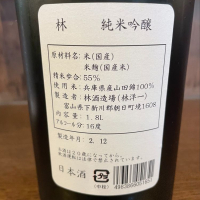 林　純米吟醸
原材料名：米(国産)
米麹(国産米)
精米歩合：55%
使用米：兵庫県産山田錦100%
製造者：林酒造場(林洋一)
富山県下新川郡朝日町境1608
内容量：1.8L
アルコール分：16度
製造年月 2.12
日本酒